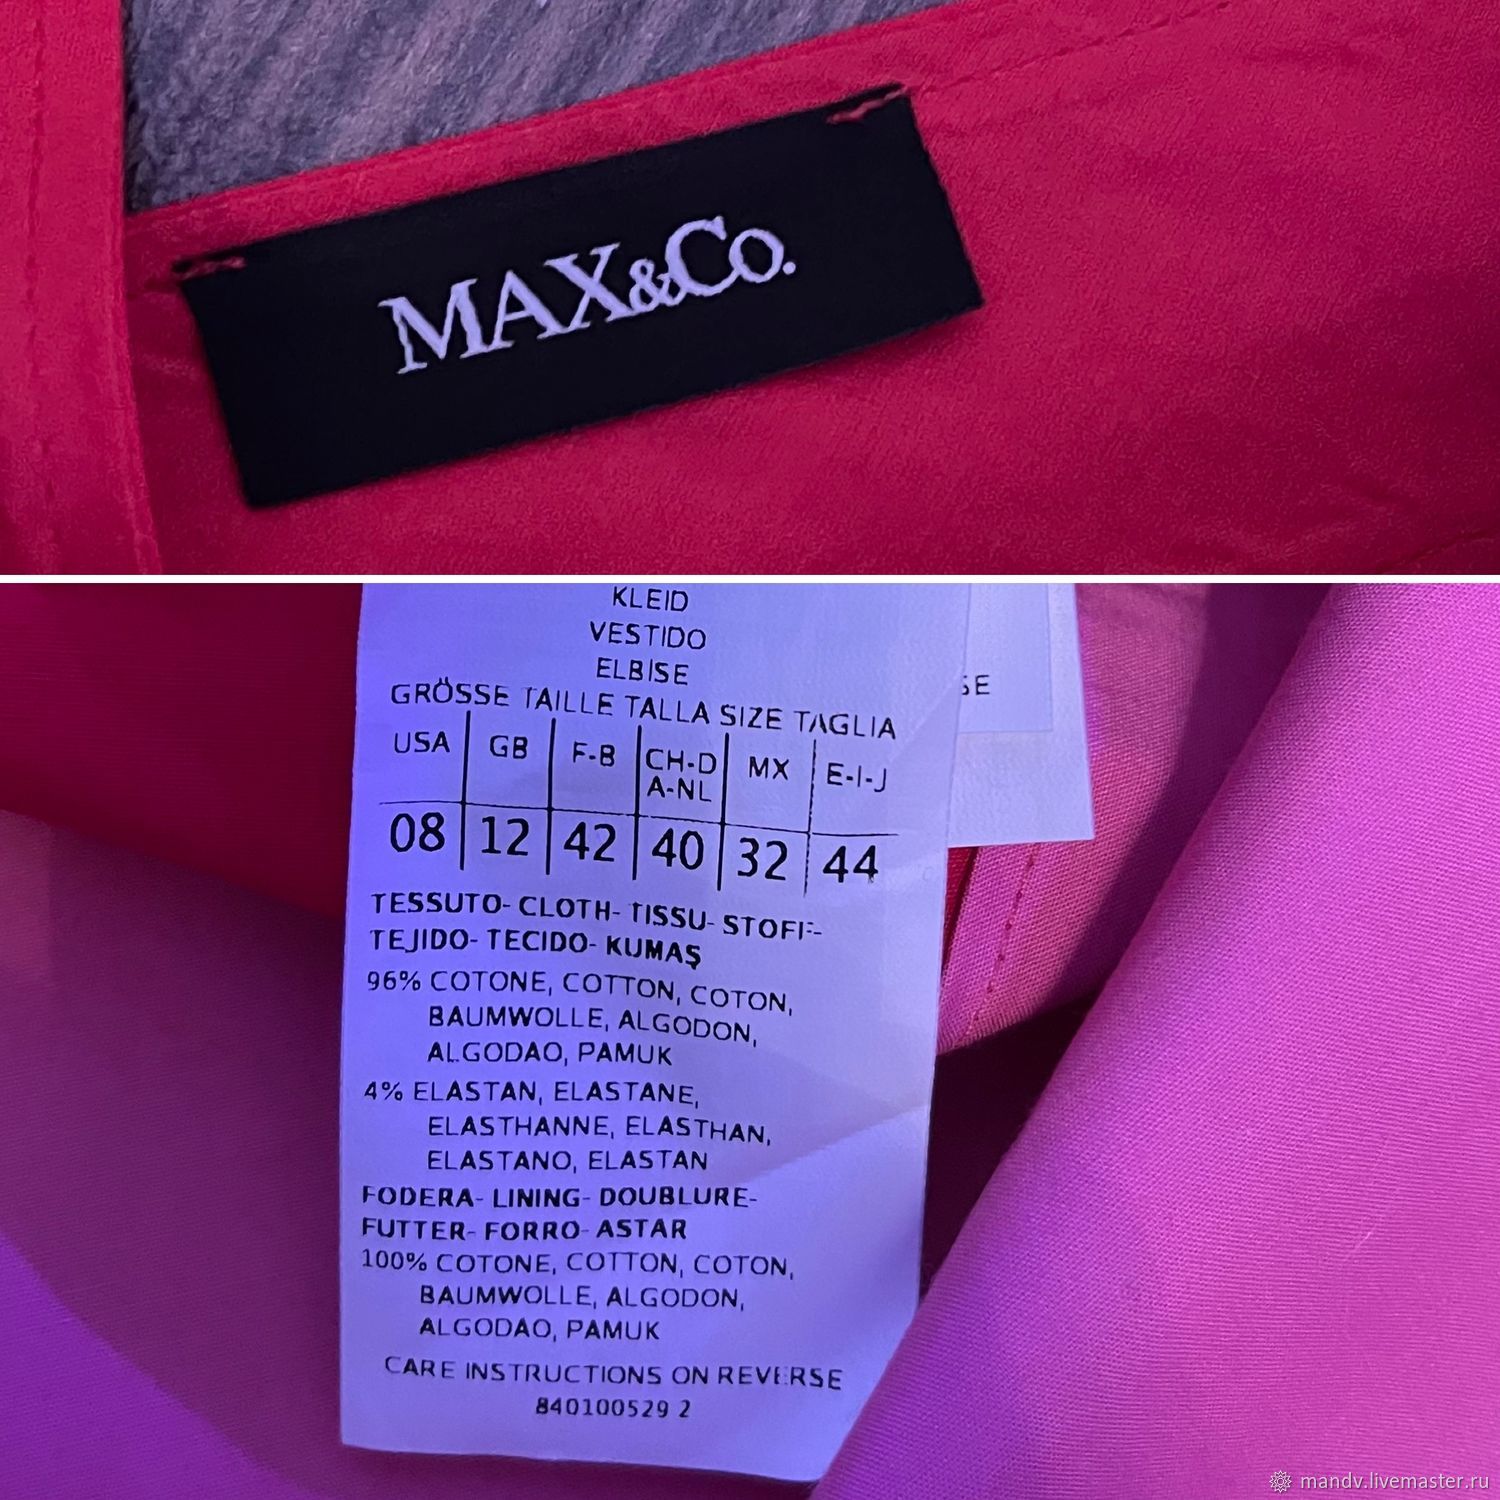 MAX&Co.
KLEID
VESTIDO
ELBISE
GRÖSSE TAILLE TALLA SIZE TAGLIA
USA GB F-B CH-D A-NL MX E-I-J
08 12 42 40 32 44
TESSUTO- CLOTH- TISSU- STOFF-
TEJIDO- TECIDO- KUMAŞ
96% COTONE, COTTON, COTON,
BAUMWOLLE, ALGODON,
ALGODAO, PAMUK
4% ELASTAN, ELASTANE,
ELASTHANNE, ELASTHAN,
ELASTANO, ELASTAN
FODERA- LINING- DOUBLURE-
FUTTER- FORRO- ASTAR
100% COTONE, COTTON, COTON,
BAUMWOLLE, ALGODON,
ALGODAO, PAMUK
CARE INSTRUCTIONS ON REVERSE
840100529 2
mandv.livemaster.ru